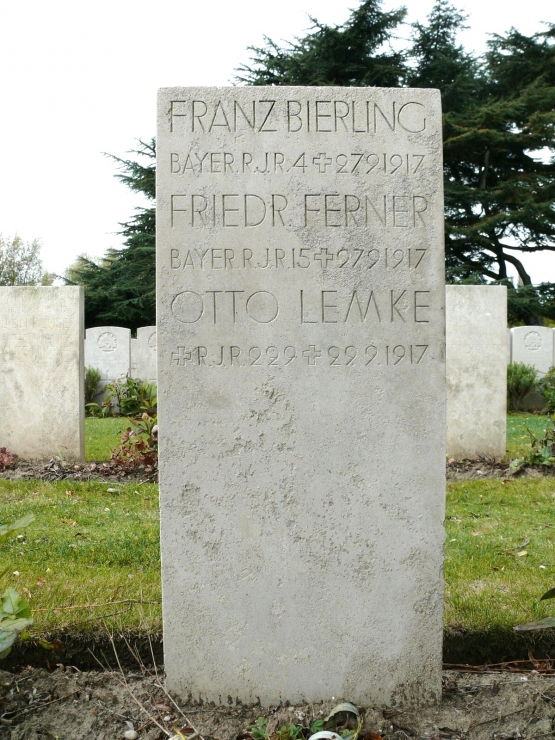 FRANZ BIERLING
BAYER.R.J.R.4✠27.9.1917
FRIEDR. FERNER
BAYER.R.J.R.15✠27.9.1917
OTTO LEMKE
✠R.J.R.229✠29.9.1917